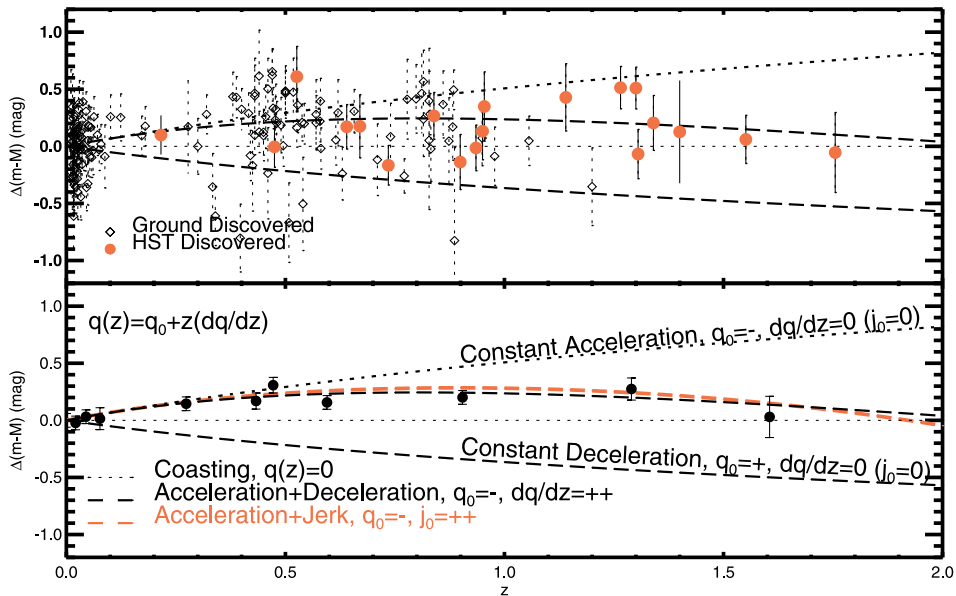 1.0
0.5
0.0
-0.5
-1.0
Δ(m-M) (mag)
Ground Discovered
HST Discovered
q(z)=q₀+z(dq/dz)
Constant Acceleration, q₀=-, dq/dz=0 (j₀=0)
1.0
0.5
0.0
-0.5
-1.0
Δ(m-M) (mag)
Constant Deceleration, q₀=+, dq/dz=0 (j₀=0)
Coasting, q(z)=0
Acceleration+Deceleration, q₀=-, dq/dz=++
Acceleration+Jerk, q₀=-, j₀=++
0.0 0.5 1.0 1.5 2.0
z